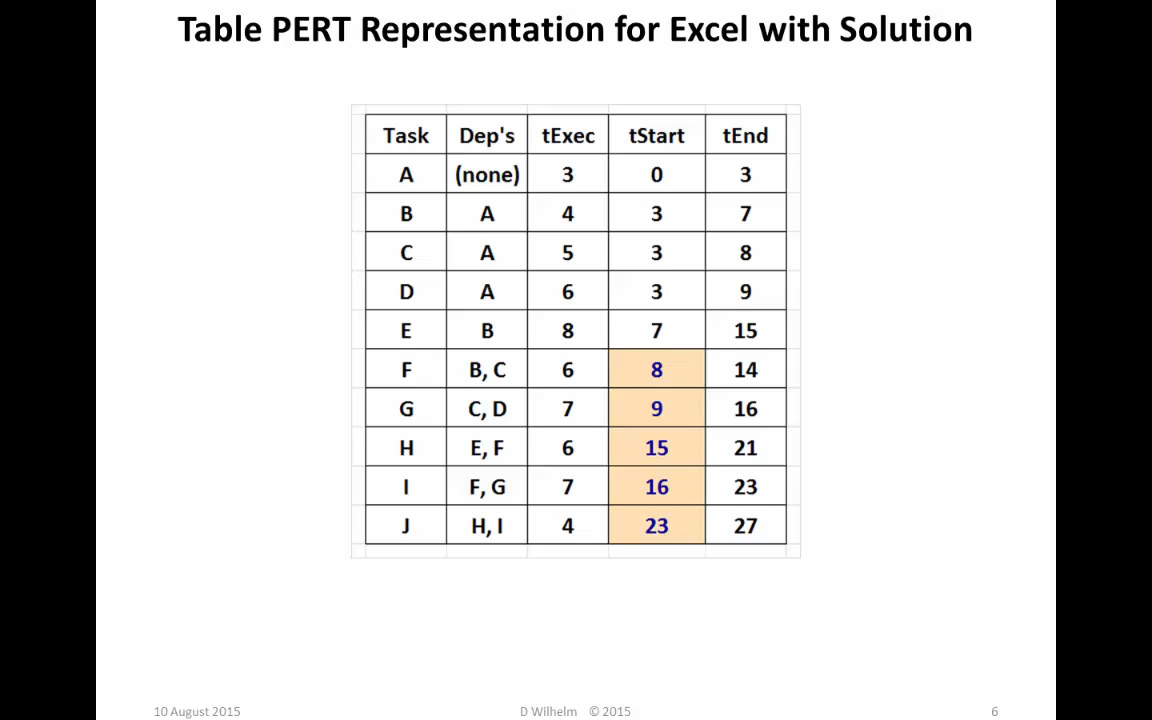 Table PERT Representation for Excel with Solution
Task Dep's tExec tStart tEnd
A (none) 3 0 3
B A 4 3 7
C A 5 3 8
D A 6 3 9
E B 8 7 15
F B, C 6 8 14
G C, D 7 9 16
H E, F 6 15 21
I F, G 7 16 23
J H, I 4 23 27
10 August 2015 D Wilhelm © 2015 6